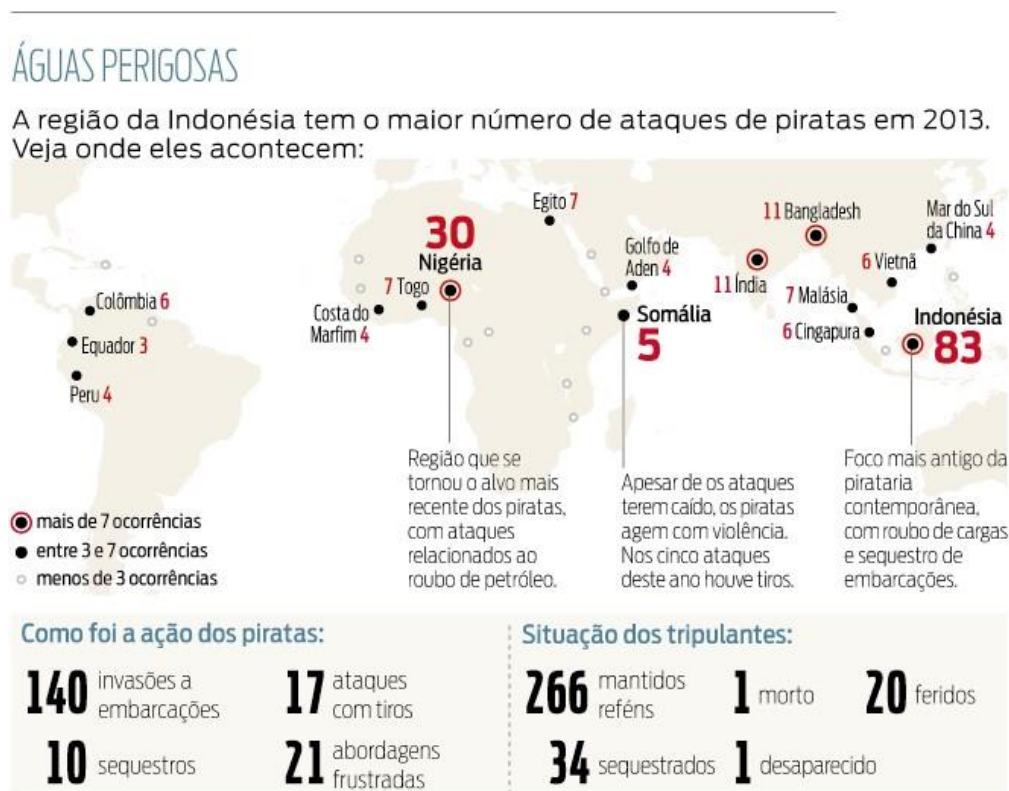 ÁGUAS PERIGOSAS
A região da Indonésia tem o maior número de ataques de piratas em 2013.
Veja onde eles acontecem:
Colômbia 6
Equador 3
Peru 4
30
Nigéria
7 Togo
Costa do
Marfim 4
Egito 7
Golfo de
Aden 4
Somália
5
11 Bangladesh
11 Índia
Mar do Sul
da China 4
6 Vietnã
7 Malásia
6 Cingapura
Indonésia
83
Região que se
tornou o alvo mais
recente dos piratas,
com ataques
relacionados ao
roubo de petróleo.
Apesar de os ataques
terem caído, os piratas
agem com violência.
Nos cinco ataques
deste ano houve tiros.
Foco mais antigo da
pirataria
contemporânea,
com roubo de cargas
e sequestro de
embarcações.
mais de 7 ocorrências
entre 3 e 7 ocorrências
menos de 3 ocorrências
Como foi a ação dos piratas:
140 invasões a
embarcações
17 ataques
com tiros
10 sequestros
21 abordagens
frustradas
Situação dos tripulantes:
266 mantidos
reféns
1 morto
20 feridos
34 sequestrados
1 desaparecido